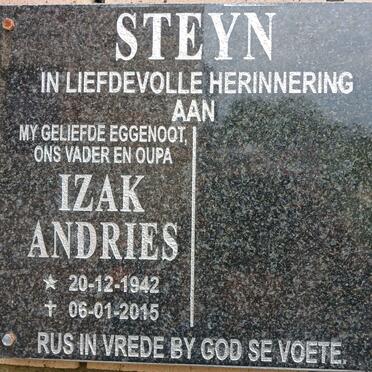 STEYN
IN LIEFDEVOLLE HERINNERING
AAN
MY GELIEFDE EGGENOOT,
ONS VADER EN OUPA
IZAK
ANDRIES
★ 20-12-1942
✝ 06-01-2015
RUS IN VREDE BY GOD SE VOETE.